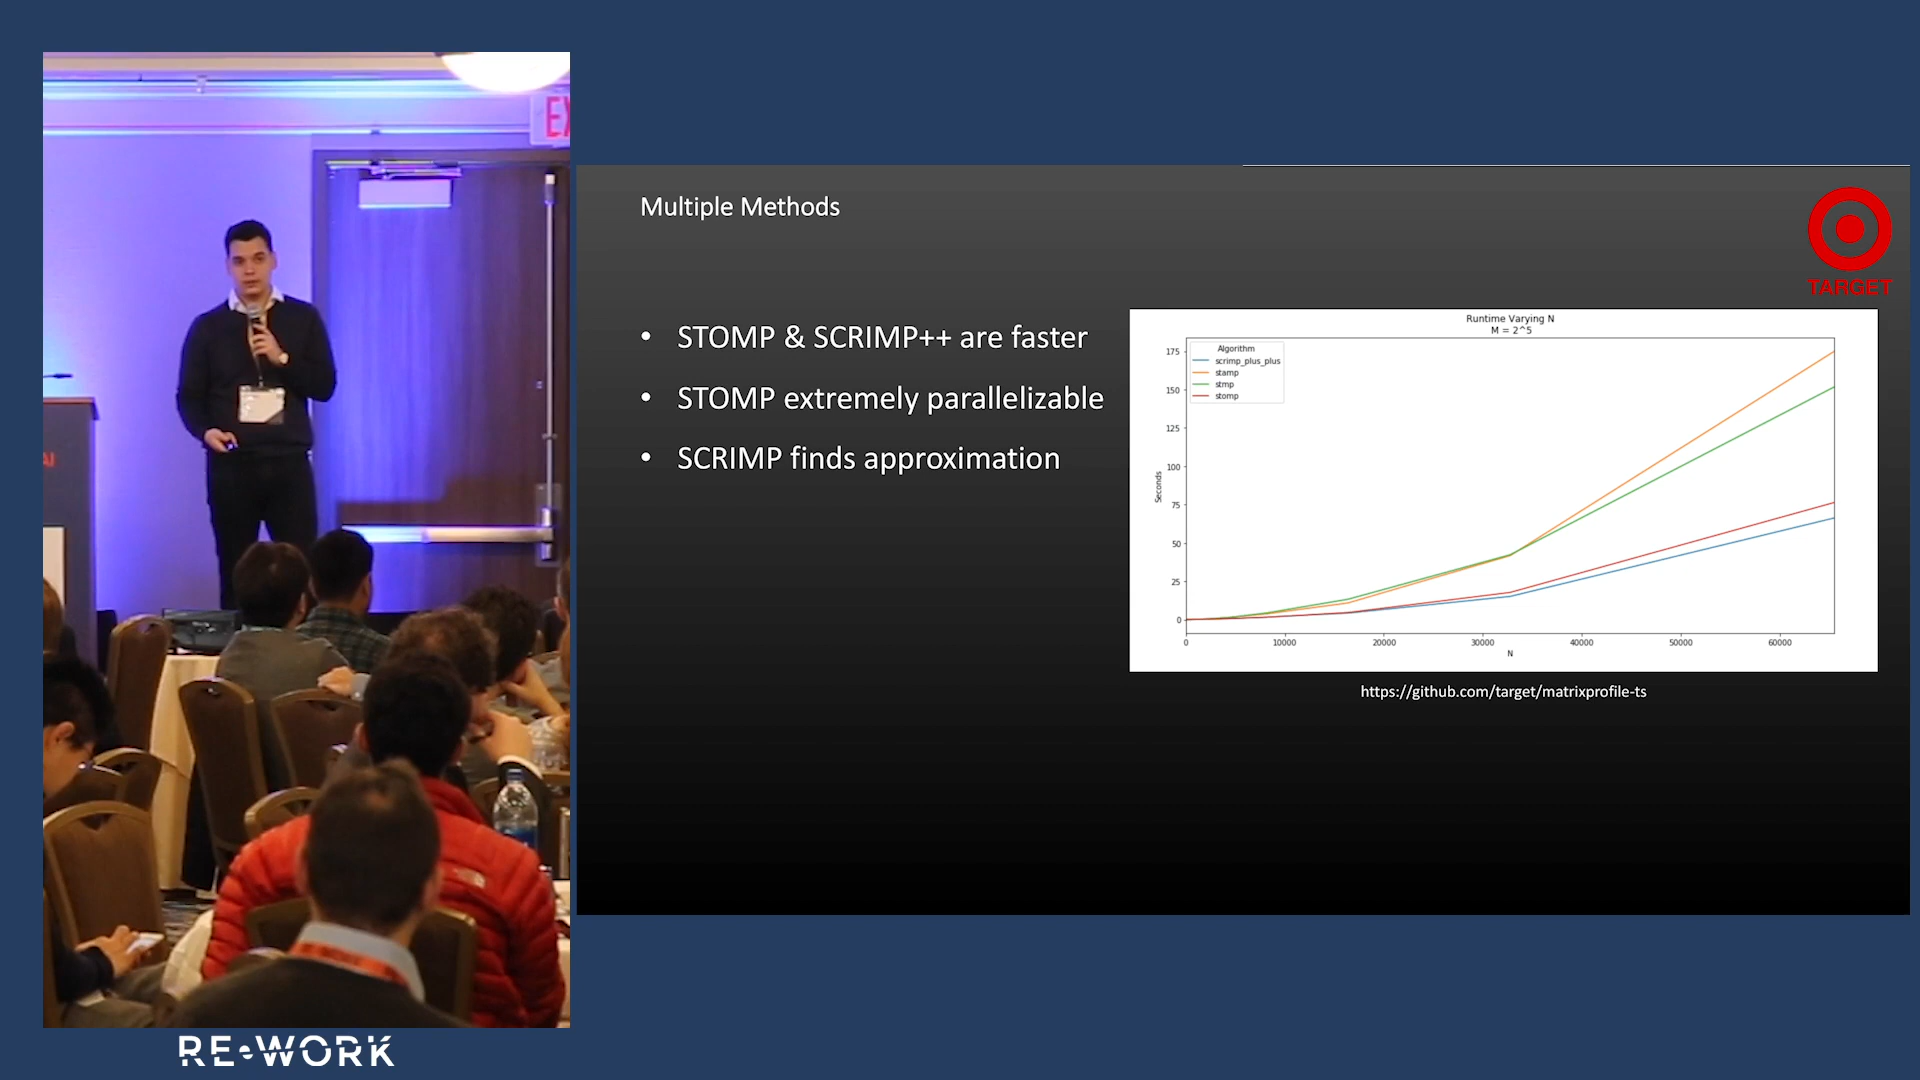 EX
AI
Multiple Methods
TARGET
• STOMP & SCRIMP++ are faster
• STOMP extremely parallelizable
• SCRIMP finds approximation
Runtime Varying N
M = 2^5
Algorithm
scrimp_plus_plus
stamp
stmp
stomp
175
150
125
100
75
50
25
0
Seconds
0 10000 20000 30000 40000 50000 60000
N
https://github.com/target/matrixprofile-ts
RE•WORK